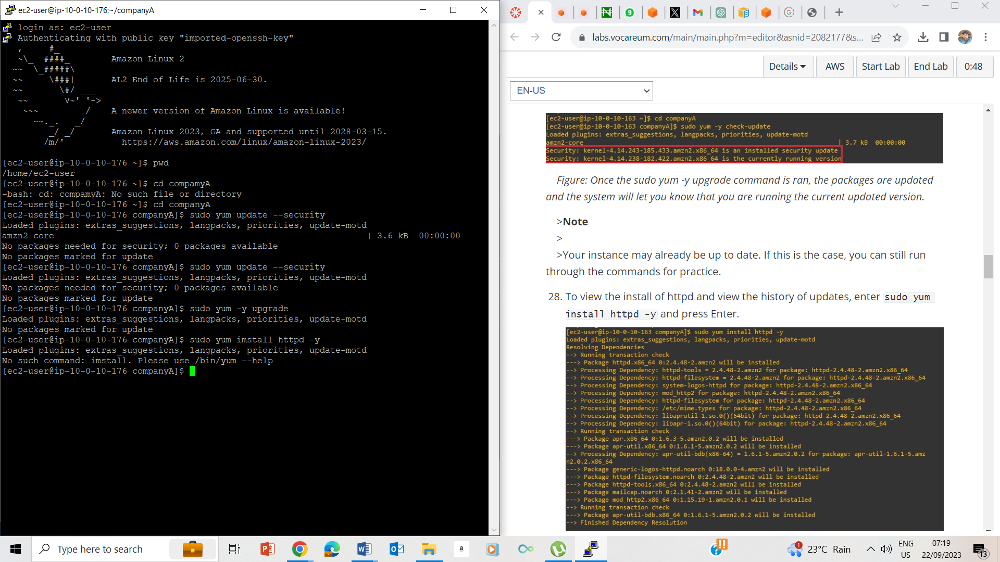 ec2-user@ip-10-0-10-176:~/companyA
login as: ec2-user
Authenticating with public key "imported-openssh-key"
Amazon Linux 2
AL2 End of Life is 2025-06-30.
A newer version of Amazon Linux is available!
Amazon Linux 2023, GA and supported until 2028-03-15.
https://aws.amazon.com/linux/amazon-linux-2023/
[ec2-user@ip-10-0-10-176 ~]$ pwd
/home/ec2-user
[ec2-user@ip-10-0-10-176 ~]$ cd compamyA
-bash: cd: compamyA: No such file or directory
[ec2-user@ip-10-0-10-176 ~]$ cd companyA
[ec2-user@ip-10-0-10-176 companyA]$ sudo yum update --security
Loaded plugins: extras_suggestions, langpacks, priorities, update-motd
amzn2-core | 3.6 kB 00:00:00
No packages needed for security; 0 packages available
No packages marked for update
[ec2-user@ip-10-0-10-176 companyA]$ sudo yum update --security
Loaded plugins: extras_suggestions, langpacks, priorities, update-motd
No packages needed for security; 0 packages available
No packages marked for update
[ec2-user@ip-10-0-10-176 companyA]$ sudo yum -y upgrade
Loaded plugins: extras_suggestions, langpacks, priorities, update-motd
No packages marked for update
[ec2-user@ip-10-0-10-176 companyA]$ sudo yum imstall httpd -y
Loaded plugins: extras_suggestions, langpacks, priorities, update-motd
No such command: imstall. Please use /bin/yum --help
[ec2-user@ip-10-0-10-176 companyA]$
labs.vocareum.com/main/main.php?m=editor&asnid=2082177&s...
Details AWS Start Lab End Lab 0:48
EN-US
[ec2-user@ip-10-0-10-163 ~]$ cd companyA
[ec2-user@ip-10-0-10-163 companyA]$ sudo yum -y check-update
Loaded plugins: extras_suggestions, langpacks, priorities, update-motd
amzn2-core | 3.7 kB 00:00:00
Security: kernel-4.14.243-185.433.amzn2.x86_64 is an installed security update
Security: kernel-4.14.238-182.422.amzn2.x86_64 is the currently running version
Figure: Once the sudo yum -y upgrade command is ran, the packages are updated
and the system will let you know that you are running the current updated version.
>Note
>
>Your instance may already be up to date. If this is the case, you can still run
through the commands for practice.
28. To view the install of httpd and view the history of updates, enter sudo yum
install httpd -y and press Enter.
[ec2-user@ip-10-0-10-163 companyA]$ sudo yum install httpd -y
Loaded plugins: extras_suggestions, langpacks, priorities, update-motd
Resolving Dependencies
--> Running transaction check
---> Package httpd.x86_64 0:2.4.48-2.amzn2 will be installed
--> Processing Dependency: httpd-tools = 2.4.48-2.amzn2 for package: httpd-2.4.48-2.amzn2.x86_64
--> Processing Dependency: httpd-filesystem = 2.4.48-2.amzn2 for package: httpd-2.4.48-2.amzn2.x86_64
--> Processing Dependency: system-logos-httpd for package: httpd-2.4.48-2.amzn2.x86_64
--> Processing Dependency: mod_http2 for package: httpd-2.4.48-2.amzn2.x86_64
--> Processing Dependency: httpd-filesystem for package: httpd-2.4.48-2.amzn2.x86_64
--> Processing Dependency: /etc/mime.types for package: httpd-2.4.48-2.amzn2.x86_64
--> Processing Dependency: libaprutil-1.so.0()(64bit) for package: httpd-2.4.48-2.amzn2.x86_64
--> Processing Dependency: libapr-1.so.0()(64bit) for package: httpd-2.4.48-2.amzn2.x86_64
--> Running transaction check
---> Package apr.x86_64 0:1.6.3-5.amzn2.0.2 will be installed
---> Package apr-util.x86_64 0:1.6.1-5.amzn2.0.2 will be installed
--> Processing Dependency: apr-util-bdb(x86-64) = 1.6.1-5.amzn2.0.2 for package: apr-util-1.6.1-5.amz
n2.0.2.x86_64
---> Package generic-logos-httpd.noarch 0:18.0.0-4.amzn2 will be installed
---> Package httpd-filesystem.noarch 0:2.4.48-2.amzn2 will be installed
---> Package httpd-tools.x86_64 0:2.4.48-2.amzn2 will be installed
---> Package mailcap.noarch 0:2.1.41-2.amzn2 will be installed
---> Package mod_http2.x86_64 0:1.15.19-1.amzn2.0.1 will be installed
--> Running transaction check
---> Package apr-util-bdb.x86_64 0:1.6.1-5.amzn2.0.2 will be installed
--> Finished Dependency Resolution
Type here to search
23°C Rain
ENG
US
07:19
22/09/2023
13